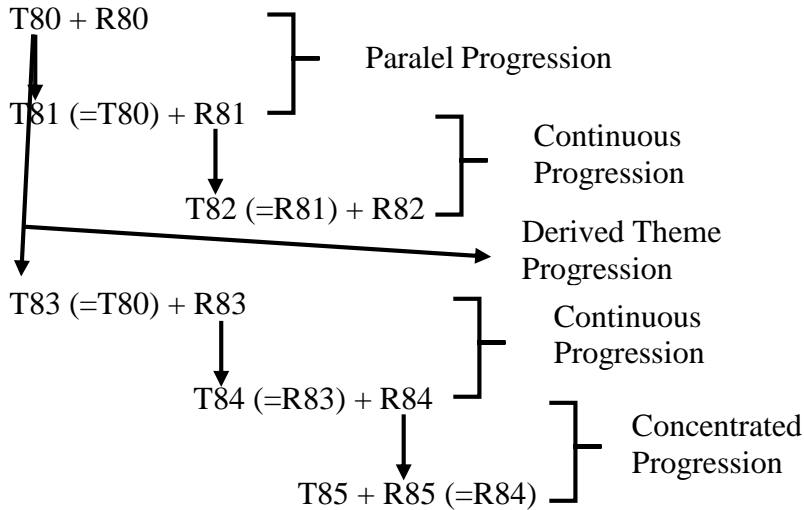 T80 + R80
Paralel Progression
T81 (=T80) + R81
Continuous
Progression
T82 (=R81) + R82
Derived Theme
Progression
T83 (=T80) + R83
Continuous
Progression
T84 (=R83) + R84
Concentrated
Progression
T85 + R85 (=R84)